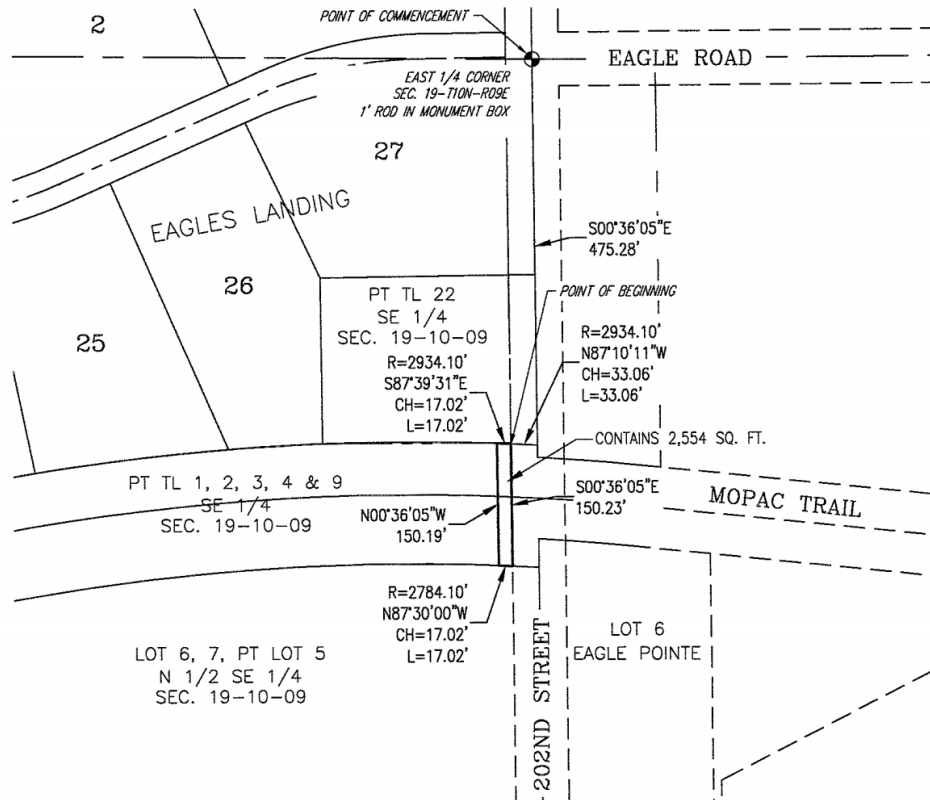 POINT OF COMMENCEMENT
2
EAGLE ROAD
EAST 1/4 CORNER
SEC. 19-T10N-R09E
1' ROD IN MONUMENT BOX
27
EAGLES LANDING
S00°36'05"E
475.28'
26
PT TL 22
SE 1/4
SEC. 19-10-09
POINT OF BEGINNING
25
R=2934.10'
S87°39'31"E
CH=17.02'
L=17.02'
R=2934.10'
N87°10'11"W
CH=33.06'
L=33.06'
CONTAINS 2,554 SQ. FT.
PT TL 1, 2, 3, 4 & 9
SE 1/4
SEC. 19-10-09
S00°36'05"E
150.23'
MOPAC TRAIL
N00°36'05"W
150.19'
R=2784.10'
N87°30'00"W
CH=17.02'
L=17.02'
LOT 6, 7, PT LOT 5
N 1/2 SE 1/4
SEC. 19-10-09
202ND STREET
LOT 6
EAGLE POINTE